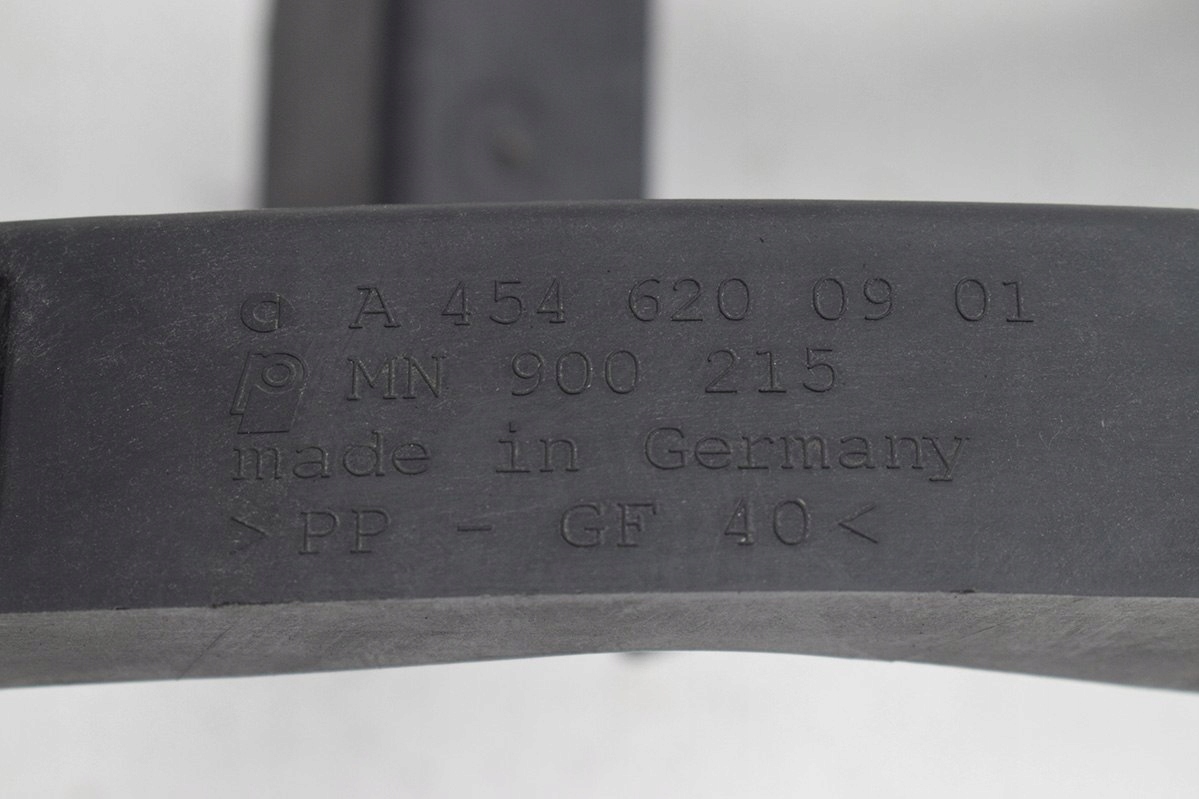 A 454 620 09 01
MN 900 215
made in Germany
>PP - GF 40<